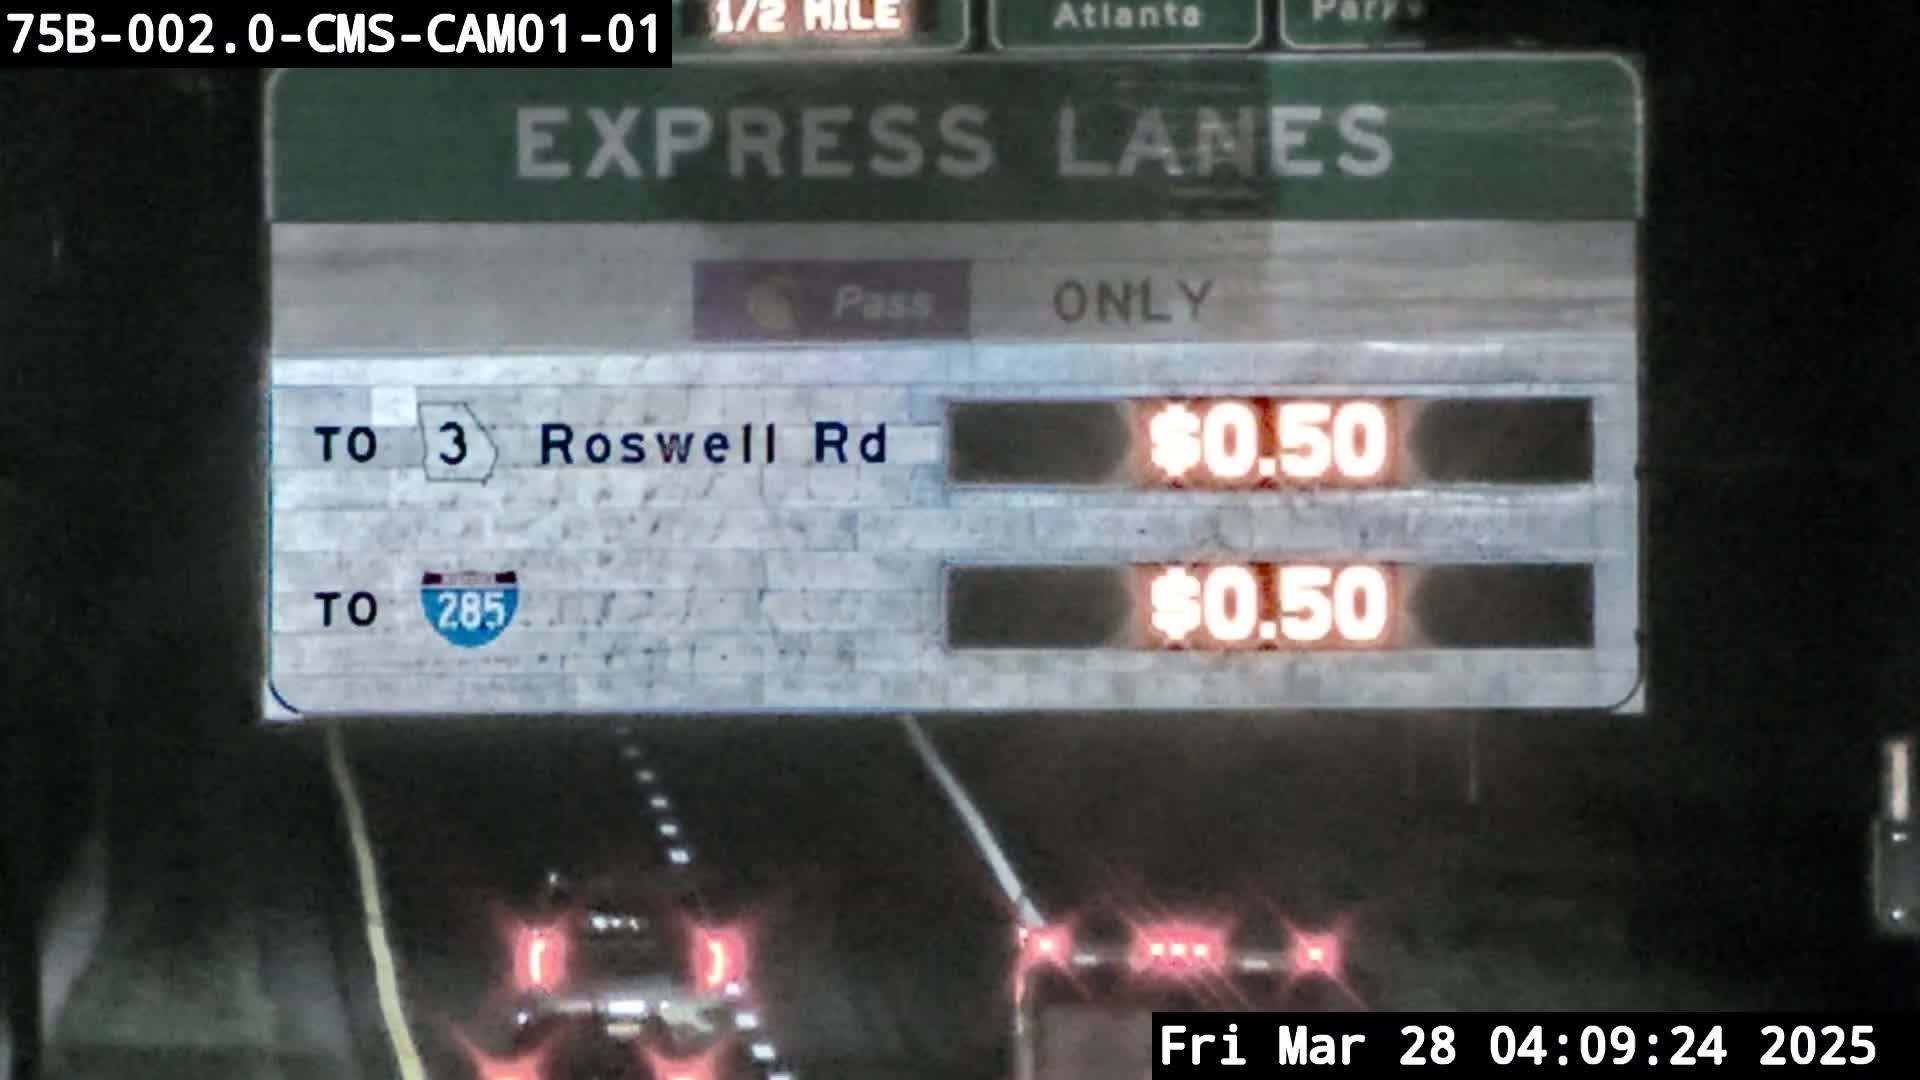 75B-002.0-CMS-CAM01-01
1/2 MILE
Atlanta
EXPRESS LANES
Pass ONLY
TO 3 Roswell Rd $0.50
TO 285 $0.50
Fri Mar 28 04:09:24 2025